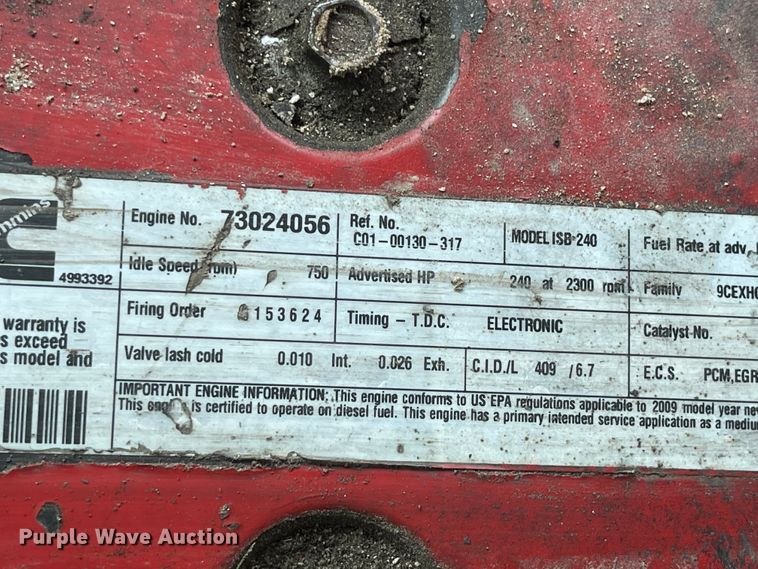 Engine No. 73024056 Ref. No. C01-00130-317 MODEL ISB 240 Fuel Rate at adv.
4993392 Idle Speed (rpm) 750 Advertised HP 240 at 2300 rpm Family 9CEXH
warranty is Firing Order 153624 Timing - T.D.C. ELECTRONIC Catalyst No.
s exceed
s model and Valve lash cold 0.010 Int. 0.026 Exh. C.I.D./L 409 /6.7 E.C.S. PCM,EGR
IMPORTANT ENGINE INFORMATION: This engine conforms to US EPA regulations applicable to 2009 model year
This engine is certified to operate on diesel fuel. This engine has a primary intended service application as a
Purple Wave Auction